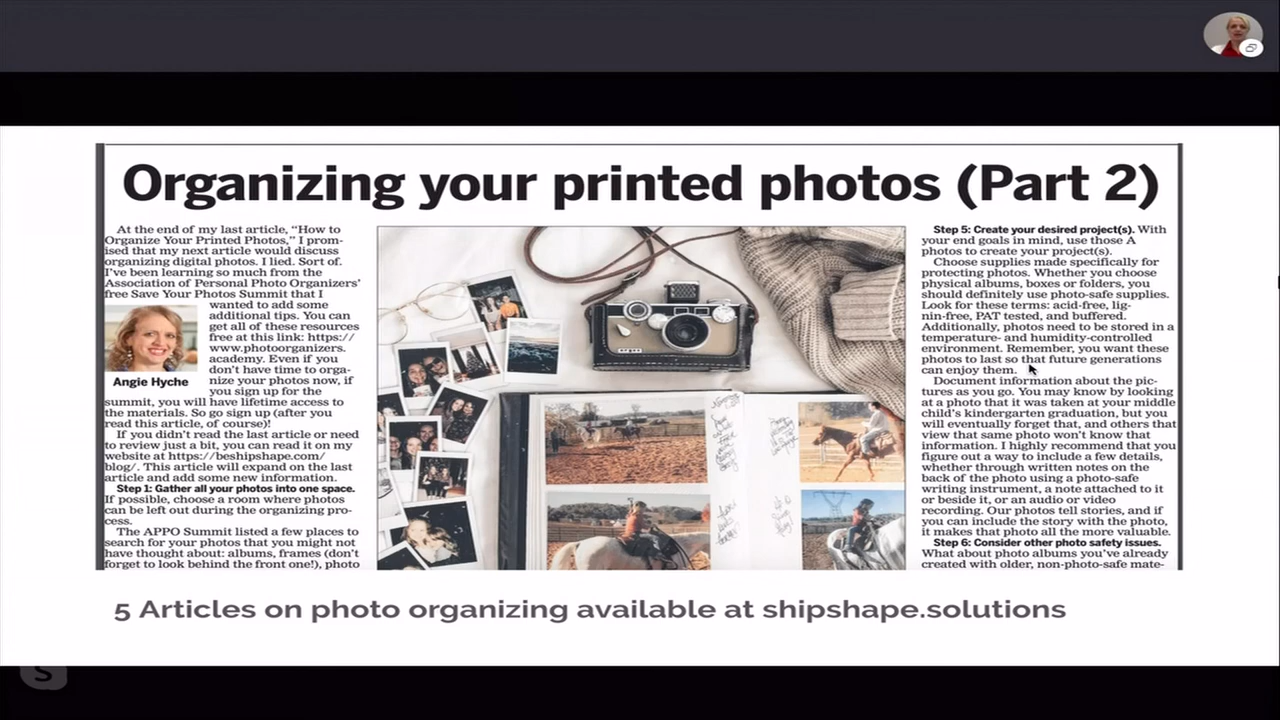 Organizing your printed photos (Part 2)
At the end of my last article, “How to
Organize Your Printed Photos,” I prom-
ised that my next article would discuss
organizing digital photos. I lied. Sort of.
I’ve been learning so much from the
Association of Personal Photo Organizers’
free Save Your Photos Summit that I
wanted to add some
additional tips. You can
get all of these resources
free at this link: https://
www.photoorganizers.
academy. Even if you
don’t have time to orga-
nize your photos now, if
you sign up for the
Angie Hyche
summit, you will have lifetime access to
the materials. So go sign up (after you
read this article, of course)!
If you didn’t read the last article or need
to review just a bit, you can read it on my
website at https://beshipshape.com/
blog/. This article will expand on the last
article and add some new information.
Step 1: Gather all your photos into one space.
If possible, choose a room where photos
can be left out during the organizing pro-
cess.
The APPO Summit listed a few places to
search for your photos that you might not
have thought about: albums, frames (don’t
forget to look behind the front one!), photo
Step 5: Create your desired project(s). With
your end goals in mind, use those A
photos to create your project(s).
Choose supplies made specifically for
protecting photos. Whether you choose
physical albums, boxes or folders, you
should definitely use photo-safe supplies.
Look for these terms: acid-free, lig-
nin-free, PAT tested, and buffered.
Additionally, photos need to be stored in a
temperature- and humidity-controlled
environment. Remember, you want these
photos to last so that future generations
can enjoy them.
Document information about the pic-
tures as you go. You may know by looking
at a photo that it was taken at your middle
child’s kindergarten graduation, but you
will eventually forget that, and others that
view that same photo won’t know that
information. I highly recommend that you
figure out a way to include a few details,
whether through written notes on the
back of the photo using a photo-safe
writing instrument, a note attached to it
or beside it, or an audio or video
recording. Our photos tell stories, and if
you can include the story with the photo,
it makes that photo all the more valuable.
Step 6: Consider other photo safety issues.
What about photo albums you’ve already
created with older, non-photo-safe mate-
5 Articles on photo organizing available at shipshape.solutions
S